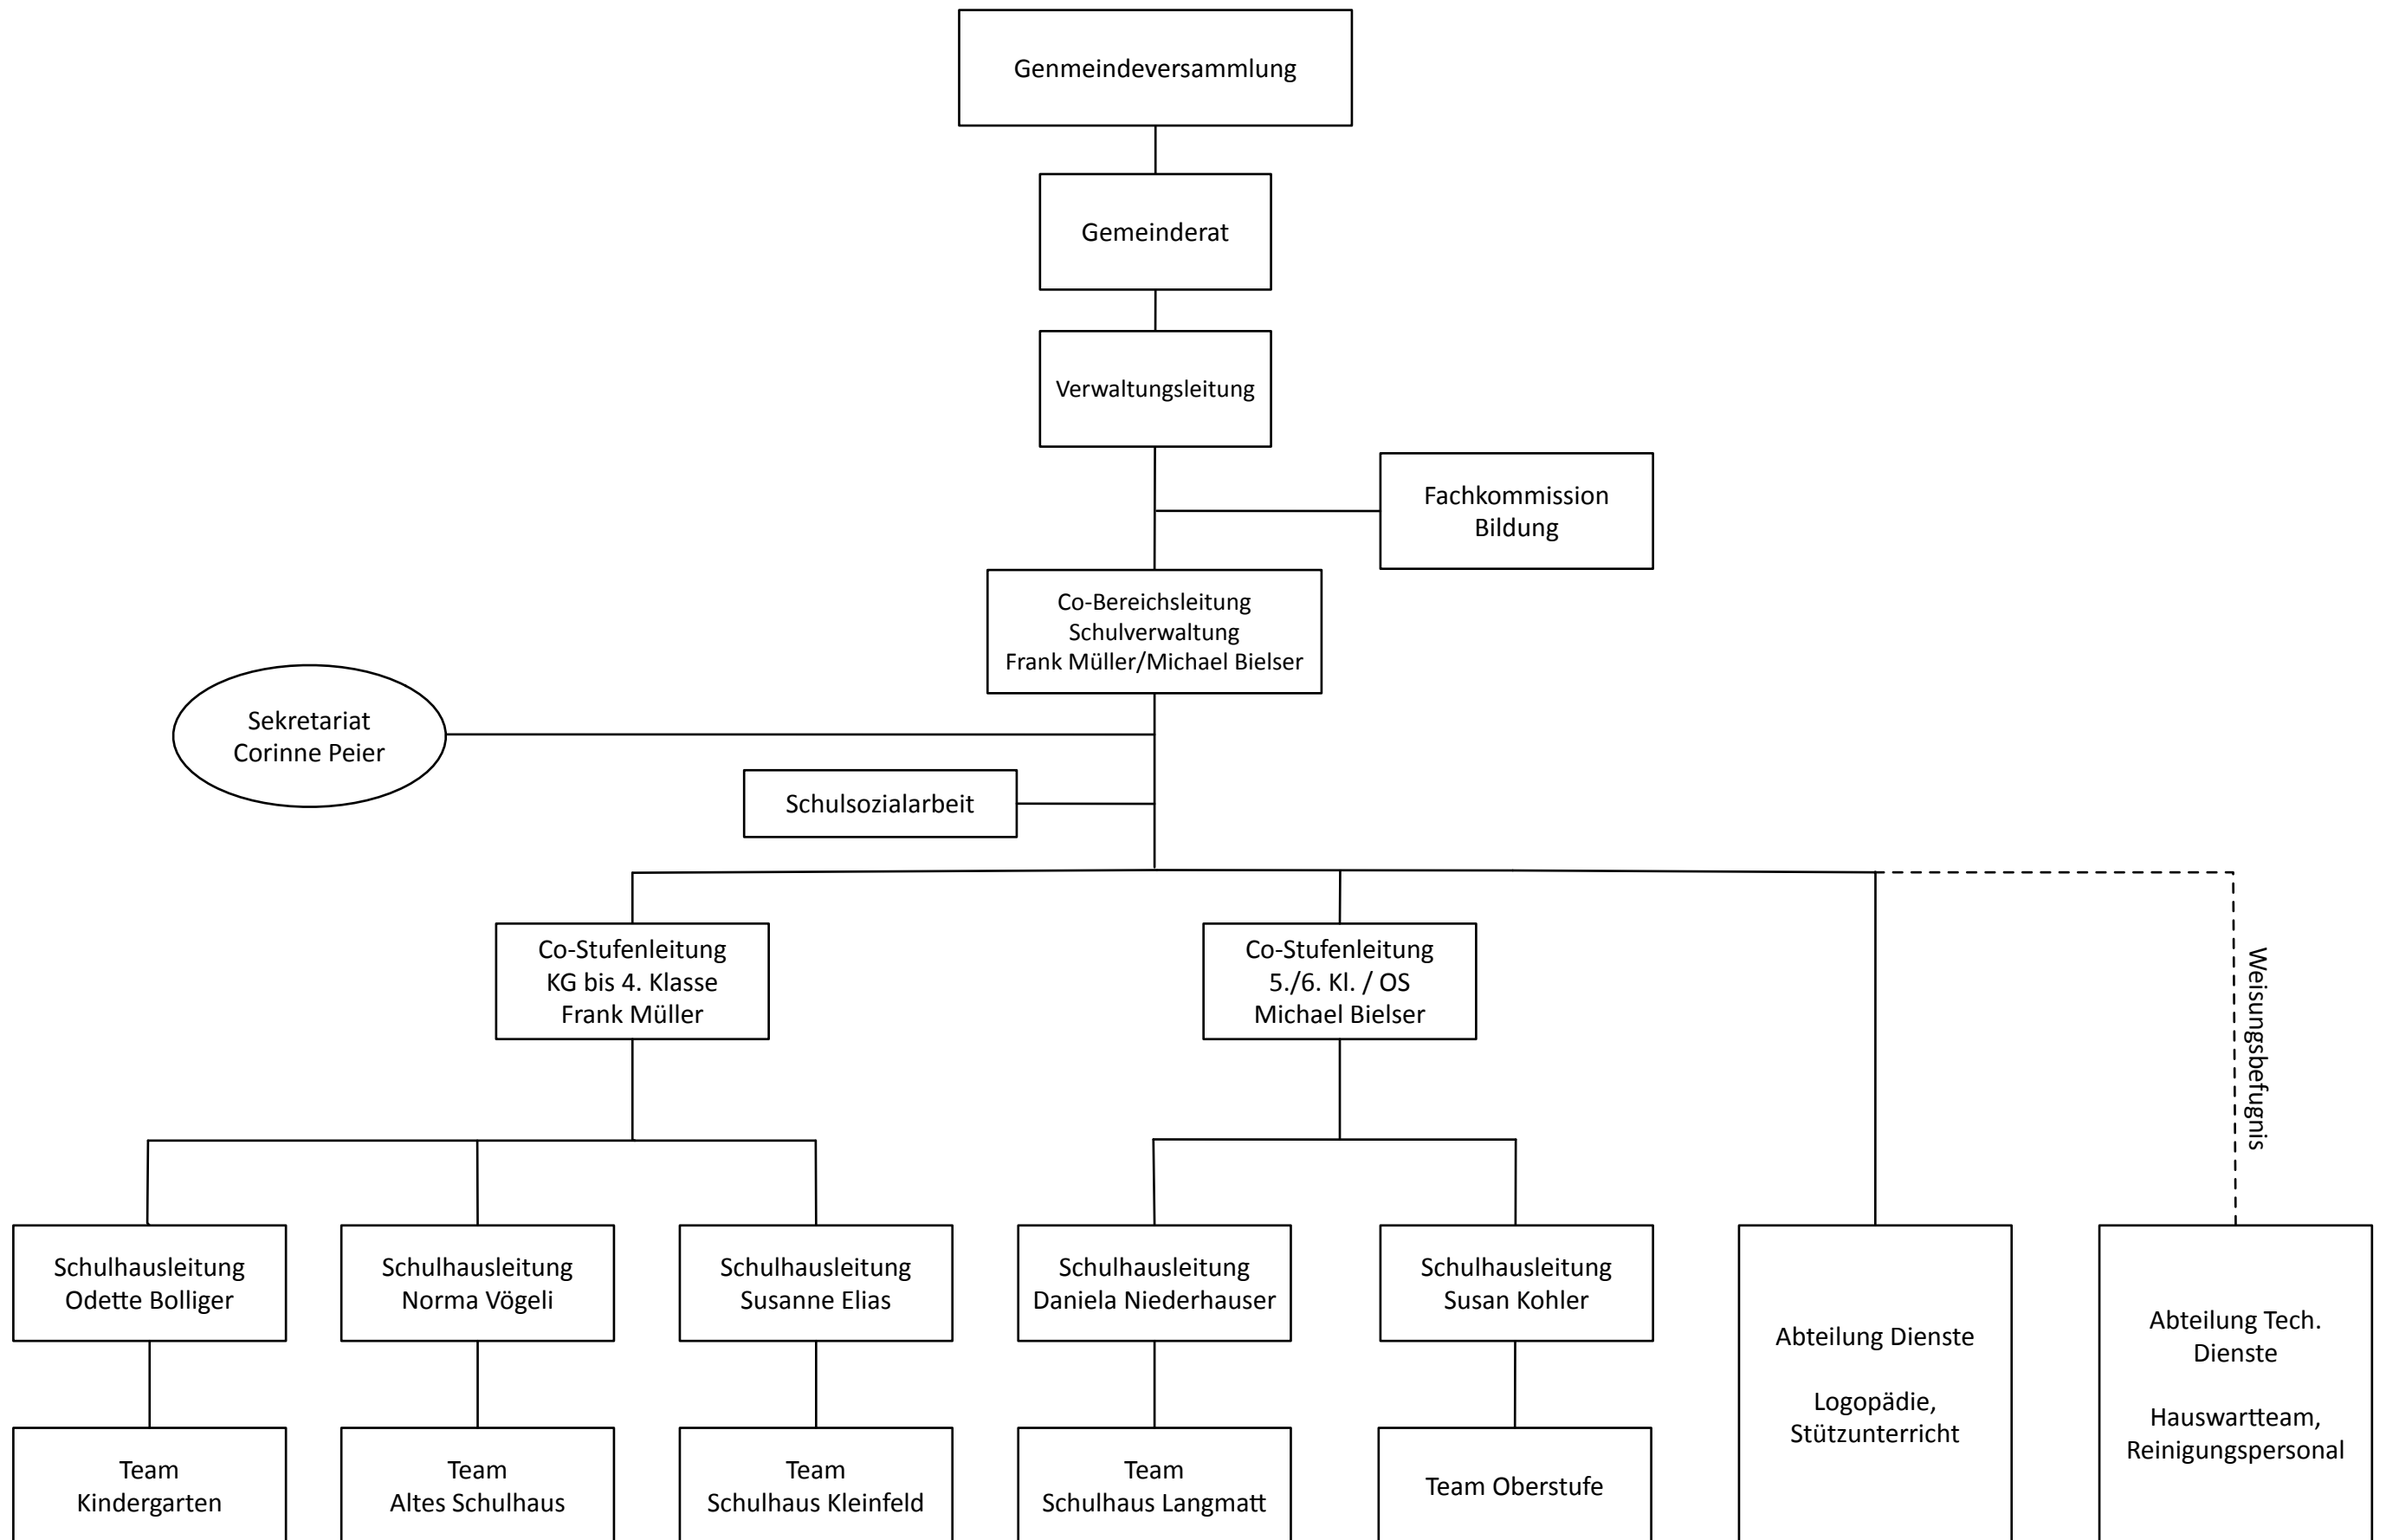 Genmeindeversammlung
Gemeinderat
Verwaltungsleitung
Fachkommission
Bildung
Co-Bereichsleitung
Schulverwaltung
Frank Müller/Michael Bielser
Sekretariat
Corinne Peier
Schulsozialarbeit
Co-Stufenleitung
KG bis 4. Klasse
Frank Müller
Co-Stufenleitung
5./6. Kl. / OS
Michael Bielser
Weisungsbefugnis
Schulhausleitung
Odette Bolliger
Schulhausleitung
Norma Vögeli
Schulhausleitung
Susanne Elias
Schulhausleitung
Daniela Niederhauser
Schulhausleitung
Susan Kohler
Abteilung Dienste
Logopädie,
Stützunterricht
Abteilung Tech.
Dienste
Hauswartteam,
Reinigungspersonal
Team
Kindergarten
Team
Altes Schulhaus
Team
Schulhaus Kleinfeld
Team
Schulhaus Langmatt
Team Oberstufe